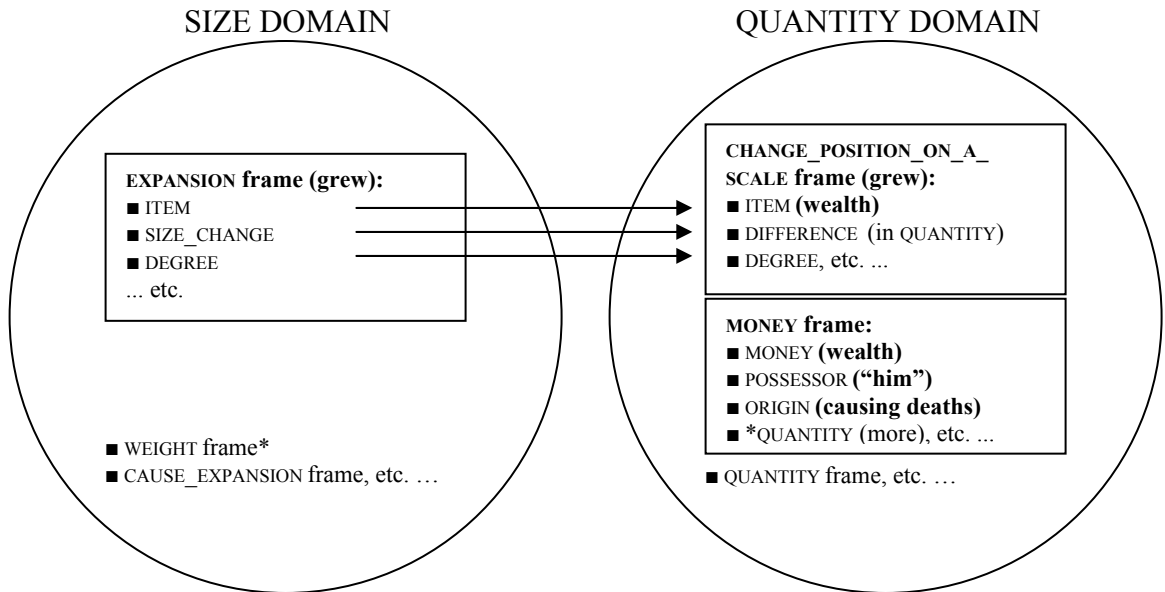 SIZE DOMAIN
EXPANSION frame (grew):
■ ITEM
■ SIZE_CHANGE
■ DEGREE
... etc.
■ WEIGHT frame*
■ CAUSE_EXPANSION frame, etc. …
QUANTITY DOMAIN
CHANGE_POSITION_ON_A_
SCALE frame (grew):
■ ITEM (wealth)
■ DIFFERENCE (in QUANTITY)
■ DEGREE, etc. ...
MONEY frame:
■ MONEY (wealth)
■ POSSESSOR (“him”)
■ ORIGIN (causing deaths)
■ *QUANTITY (more), etc. ...
■ QUANTITY frame, etc. …